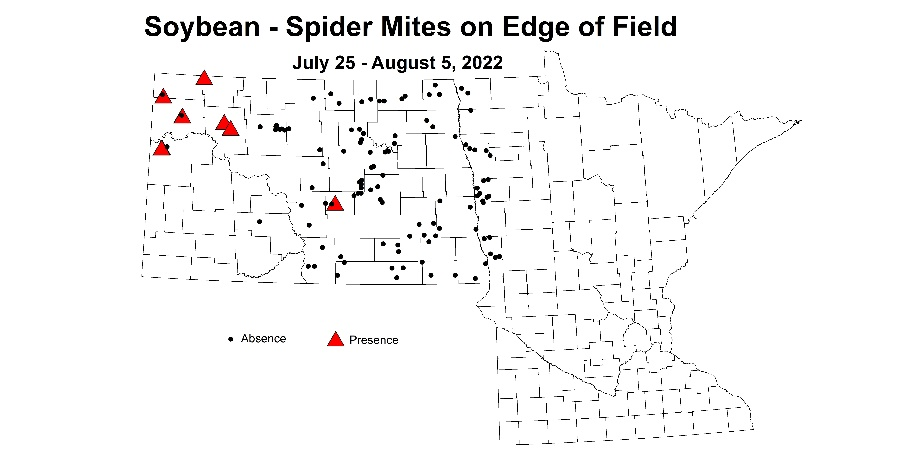 Soybean - Spider Mites on Edge of Field
July 25 - August 5, 2022
Absence
Presence